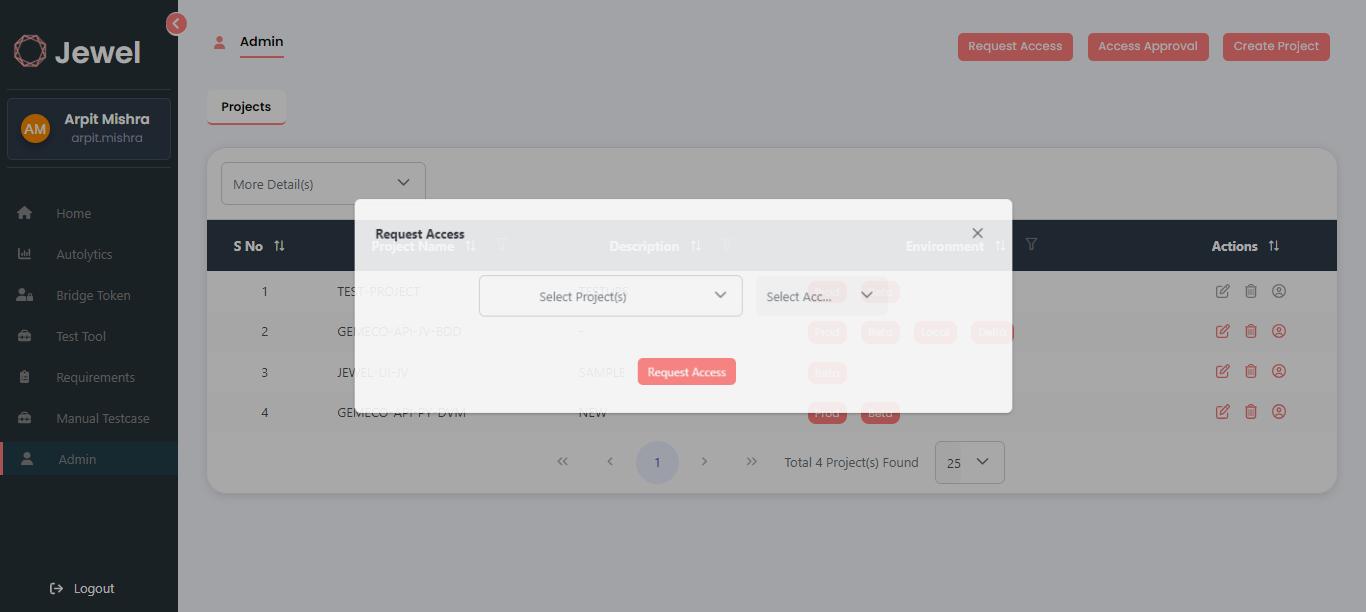 Jewel
AM
Arpit Mishra
arpit.mishra
Home
Autolytics
Bridge Token
Test Tool
Requirements
Manual Testcase
Admin
Logout
Admin
Request Access
Access Approval
Create Project
Projects
More Detail(s)
S No
Project Name
Description
Environment
Actions
1
TEST-PROJECT
Prod
2
GEMECO-API-JV-BDD
-
Prod
Beta
Local
Delta
3
JEWEL-UI-JV
SAMPLE
Beta
4
GEMECO-API-PY-DVM
NEW
Prod
Beta
1
Total 4 Project(s) Found
25
Request Access
Select Project(s)
Select Acc...
Request Access